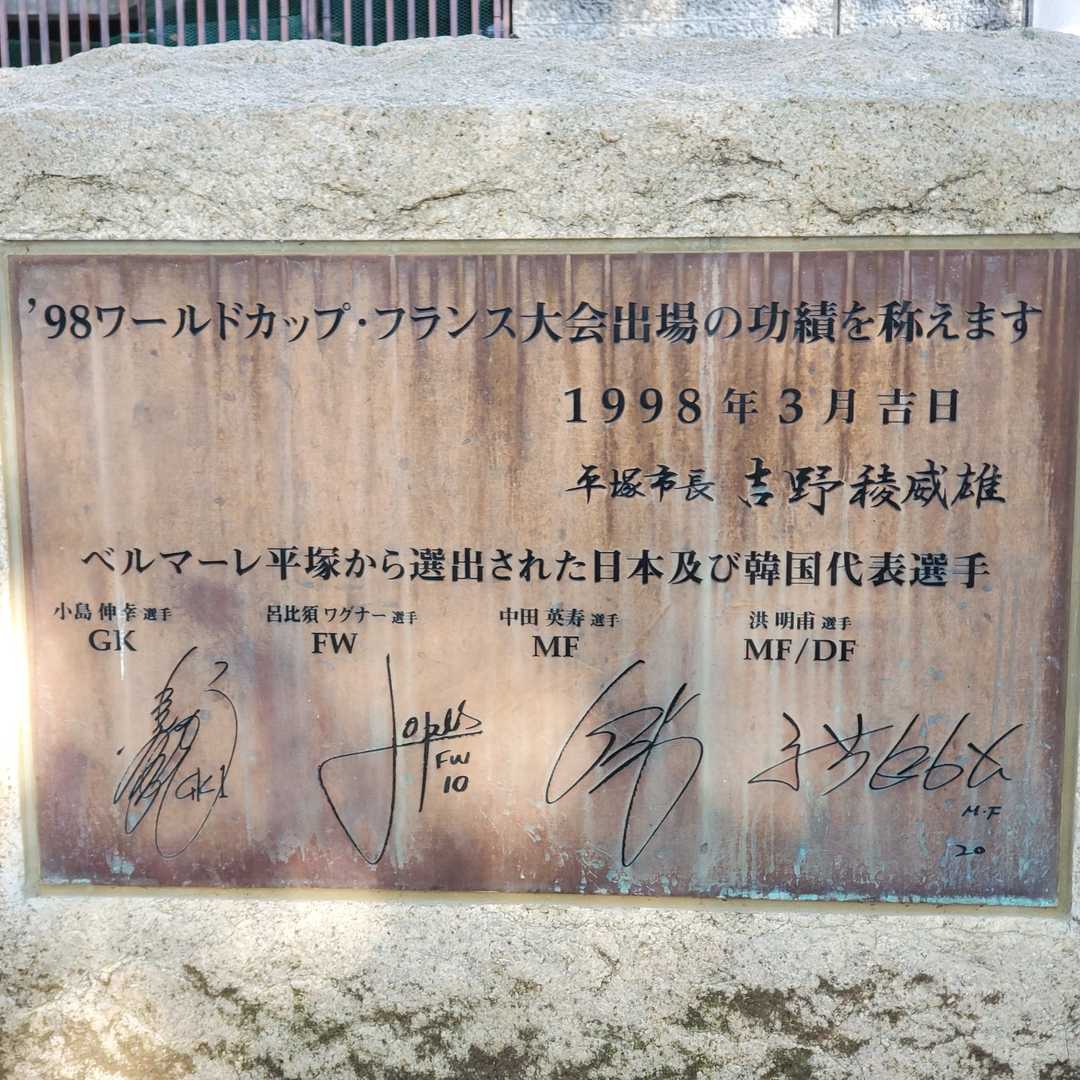 ’98ワールドカップ・フランス大会出場の功績を称えます
1998年3月吉日
平塚市長 吉野稜威雄
ベルマーレ平塚から選出された日本及び韓国代表選手
小島 伸幸 選手 呂比須 ワグナー 選手 中田 英寿 選手 洪 明甫 選手
GK FW MF MF/DF
Lopes
FW
GK1 10
M.F
20